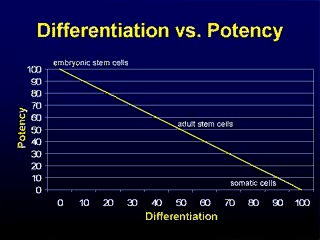 Differentiation vs. Potency
embryonic stem cells
100
90
80
70
60
50
40
30
20
10
0
Potency
adult stem cells
somatic cells
0 10 20 30 40 50 60 70 80 90 100
Differentiation